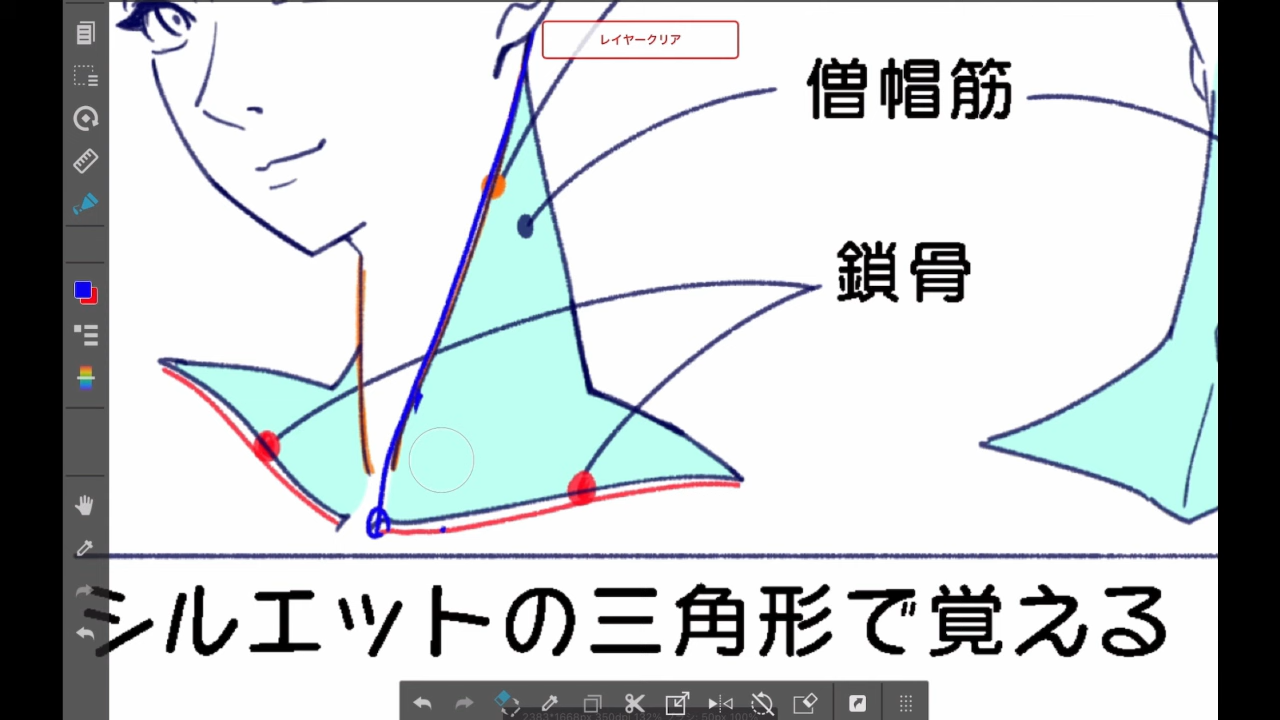 レイヤークリア
僧帽筋
鎖骨
シルエットの三角形で覚える